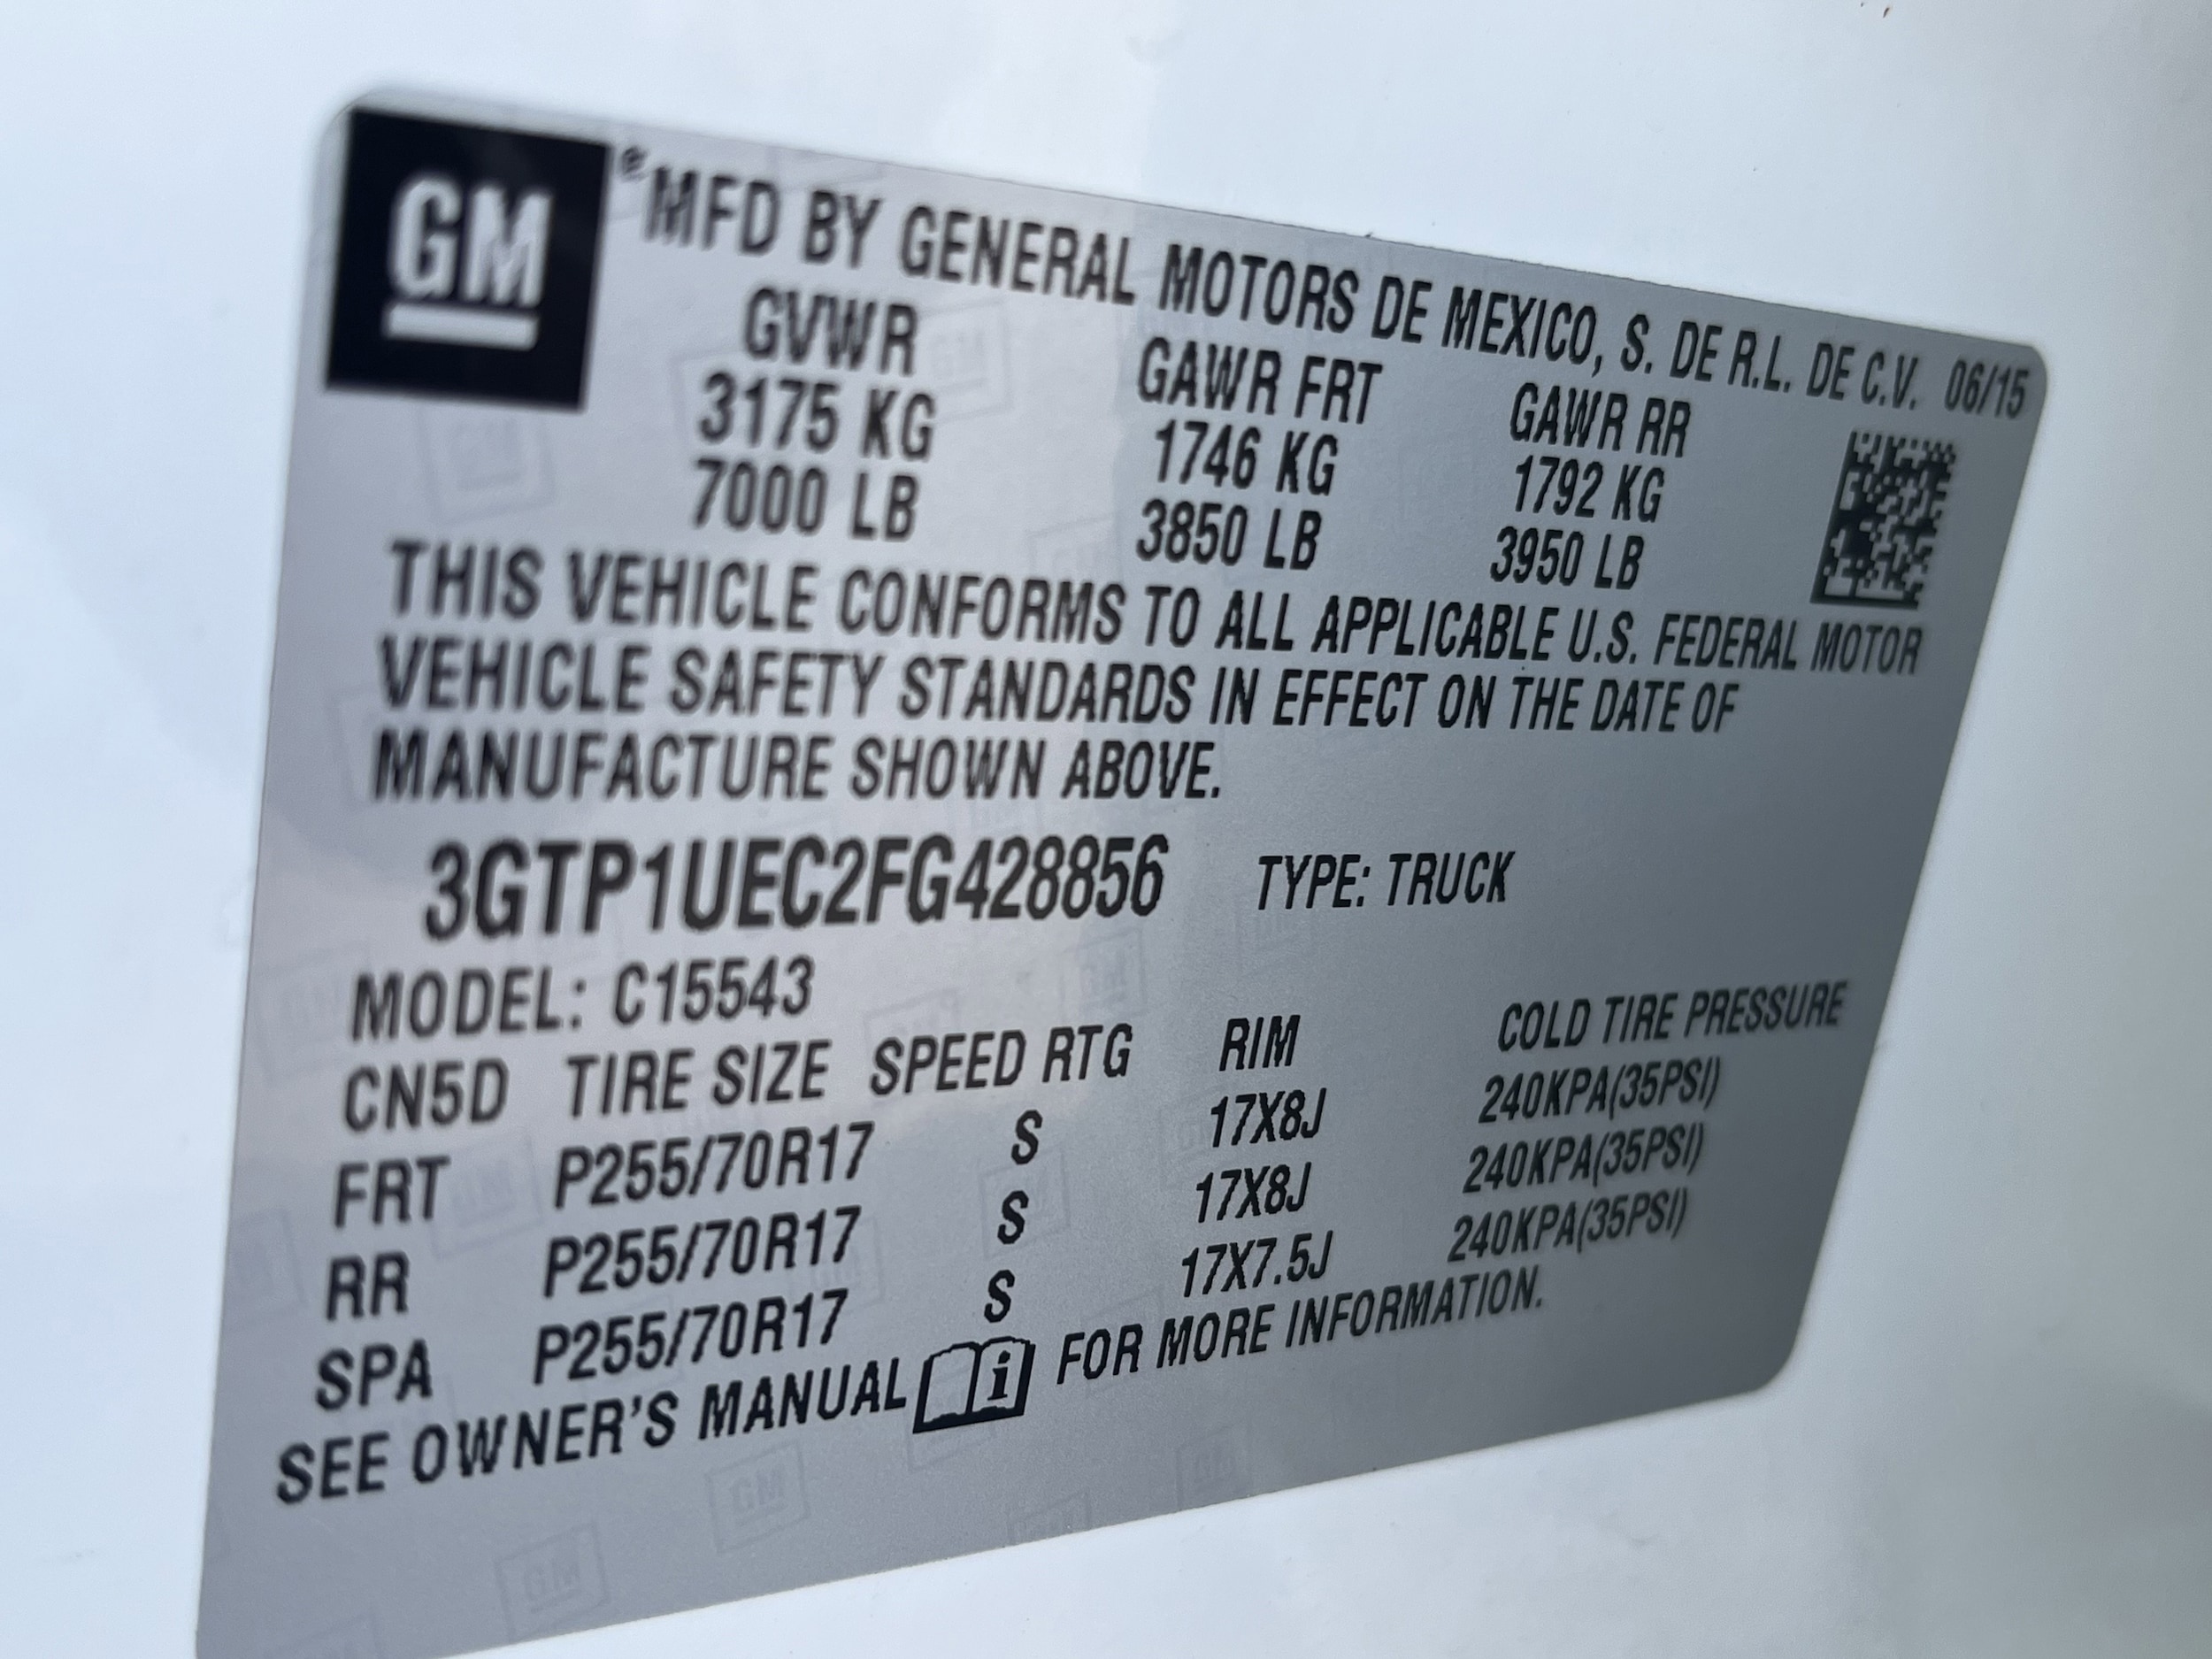 GM
®MFD BY GENERAL MOTORS DE MEXICO, S. DE R.L. DE C.V. 06/15
GVWR GAWR FRT GAWR RR
3175 KG 1746 KG 1792 KG
7000 LB 3850 LB 3950 LB
THIS VEHICLE CONFORMS TO ALL APPLICABLE U.S. FEDERAL MOTOR
VEHICLE SAFETY STANDARDS IN EFFECT ON THE DATE OF
MANUFACTURE SHOWN ABOVE.
3GTP1UEC2FG428856 TYPE: TRUCK
MODEL: C15543
CN5D TIRE SIZE SPEED RTG RIM COLD TIRE PRESSURE
FRT P255/70R17 S 17X8J 240KPA(35PSI)
RR P255/70R17 S 17X8J 240KPA(35PSI)
SPA P255/70R17 S 17X7.5J 240KPA(35PSI)
SEE OWNER'S MANUAL i FOR MORE INFORMATION.